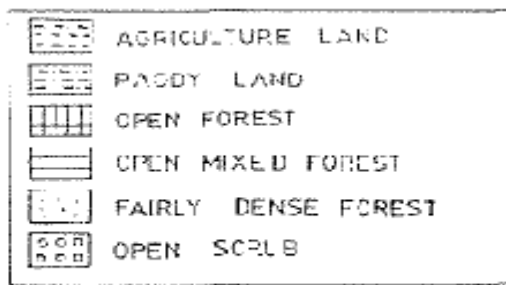 AGRICULTURE LAND
PADDY LAND
OPEN FOREST
OPEN MIXED FOREST
FAIRLY DENSE FOREST
OPEN SCRUB